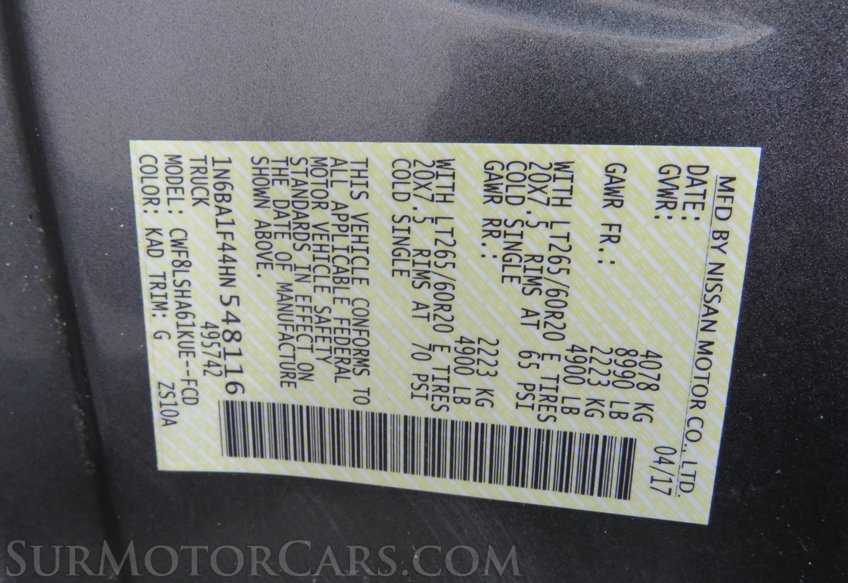 MFD BY NISSAN MOTOR CO., LTD.
DATE: 04/17
GVWR: 4078 KG
8990 LB
GAWR FR.: 2223 KG
4900 LB
WITH LT265/60R20 E TIRES
20X7.5 RIMS AT 65 PSI
COLD SINGLE
GAWR RR.: 2223 KG
4900 LB
WITH LT265/60R20 E TIRES
20X7.5 RIMS AT 70 PSI
COLD SINGLE
THIS VEHICLE CONFORMS TO
ALL APPLICABLE FEDERAL
MOTOR VEHICLE SAFETY
STANDARDS IN EFFECT ON
THE DATE OF MANUFACTURE
SHOWN ABOVE.
1N6BA1F44HN548116
TRUCK 495742
MODEL: CWF8LSHA61KUE-FCD
COLOR: KAD TRIM: G ZS10A
SURMOTORCARS.COM